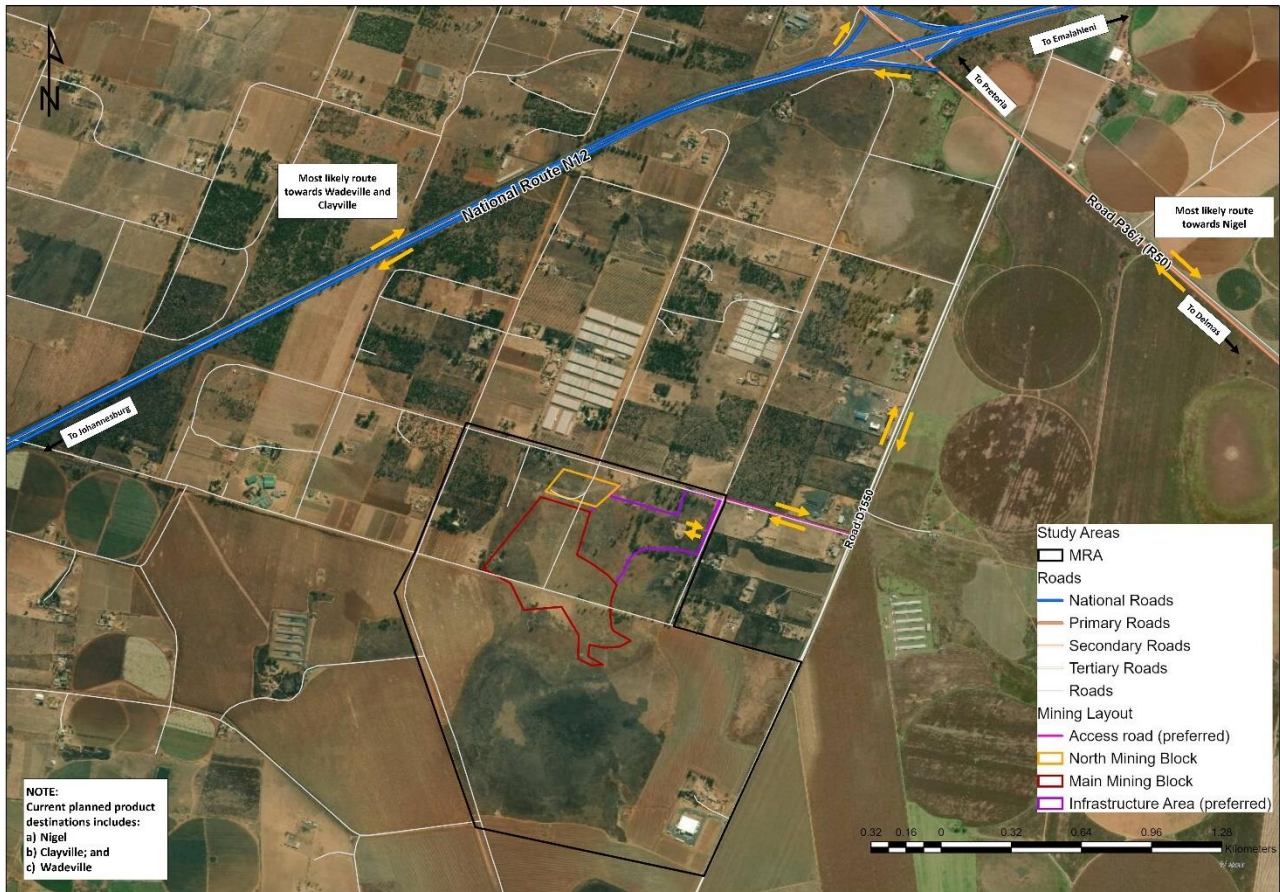 N
To Emalahleni
To Pretoria
National Route N12
Most likely route
towards Wadeville and
Clayville
Road P36/1 (R50)
Most likely route
towards Nigel
To Delmas
To Johannesburg
Road D1550
Study Areas
MRA
Roads
National Roads
Primary Roads
Secondary Roads
Tertiary Roads
Roads
Mining Layout
Access road (preferred)
North Mining Block
Main Mining Block
Infrastructure Area (preferred)
NOTE:
Current planned product
destinations includes:
a) Nigel
b) Clayville; and
c) Wadeville
0.32 0.16 0 0.32 0.64 0.96 1.28
Kilometers